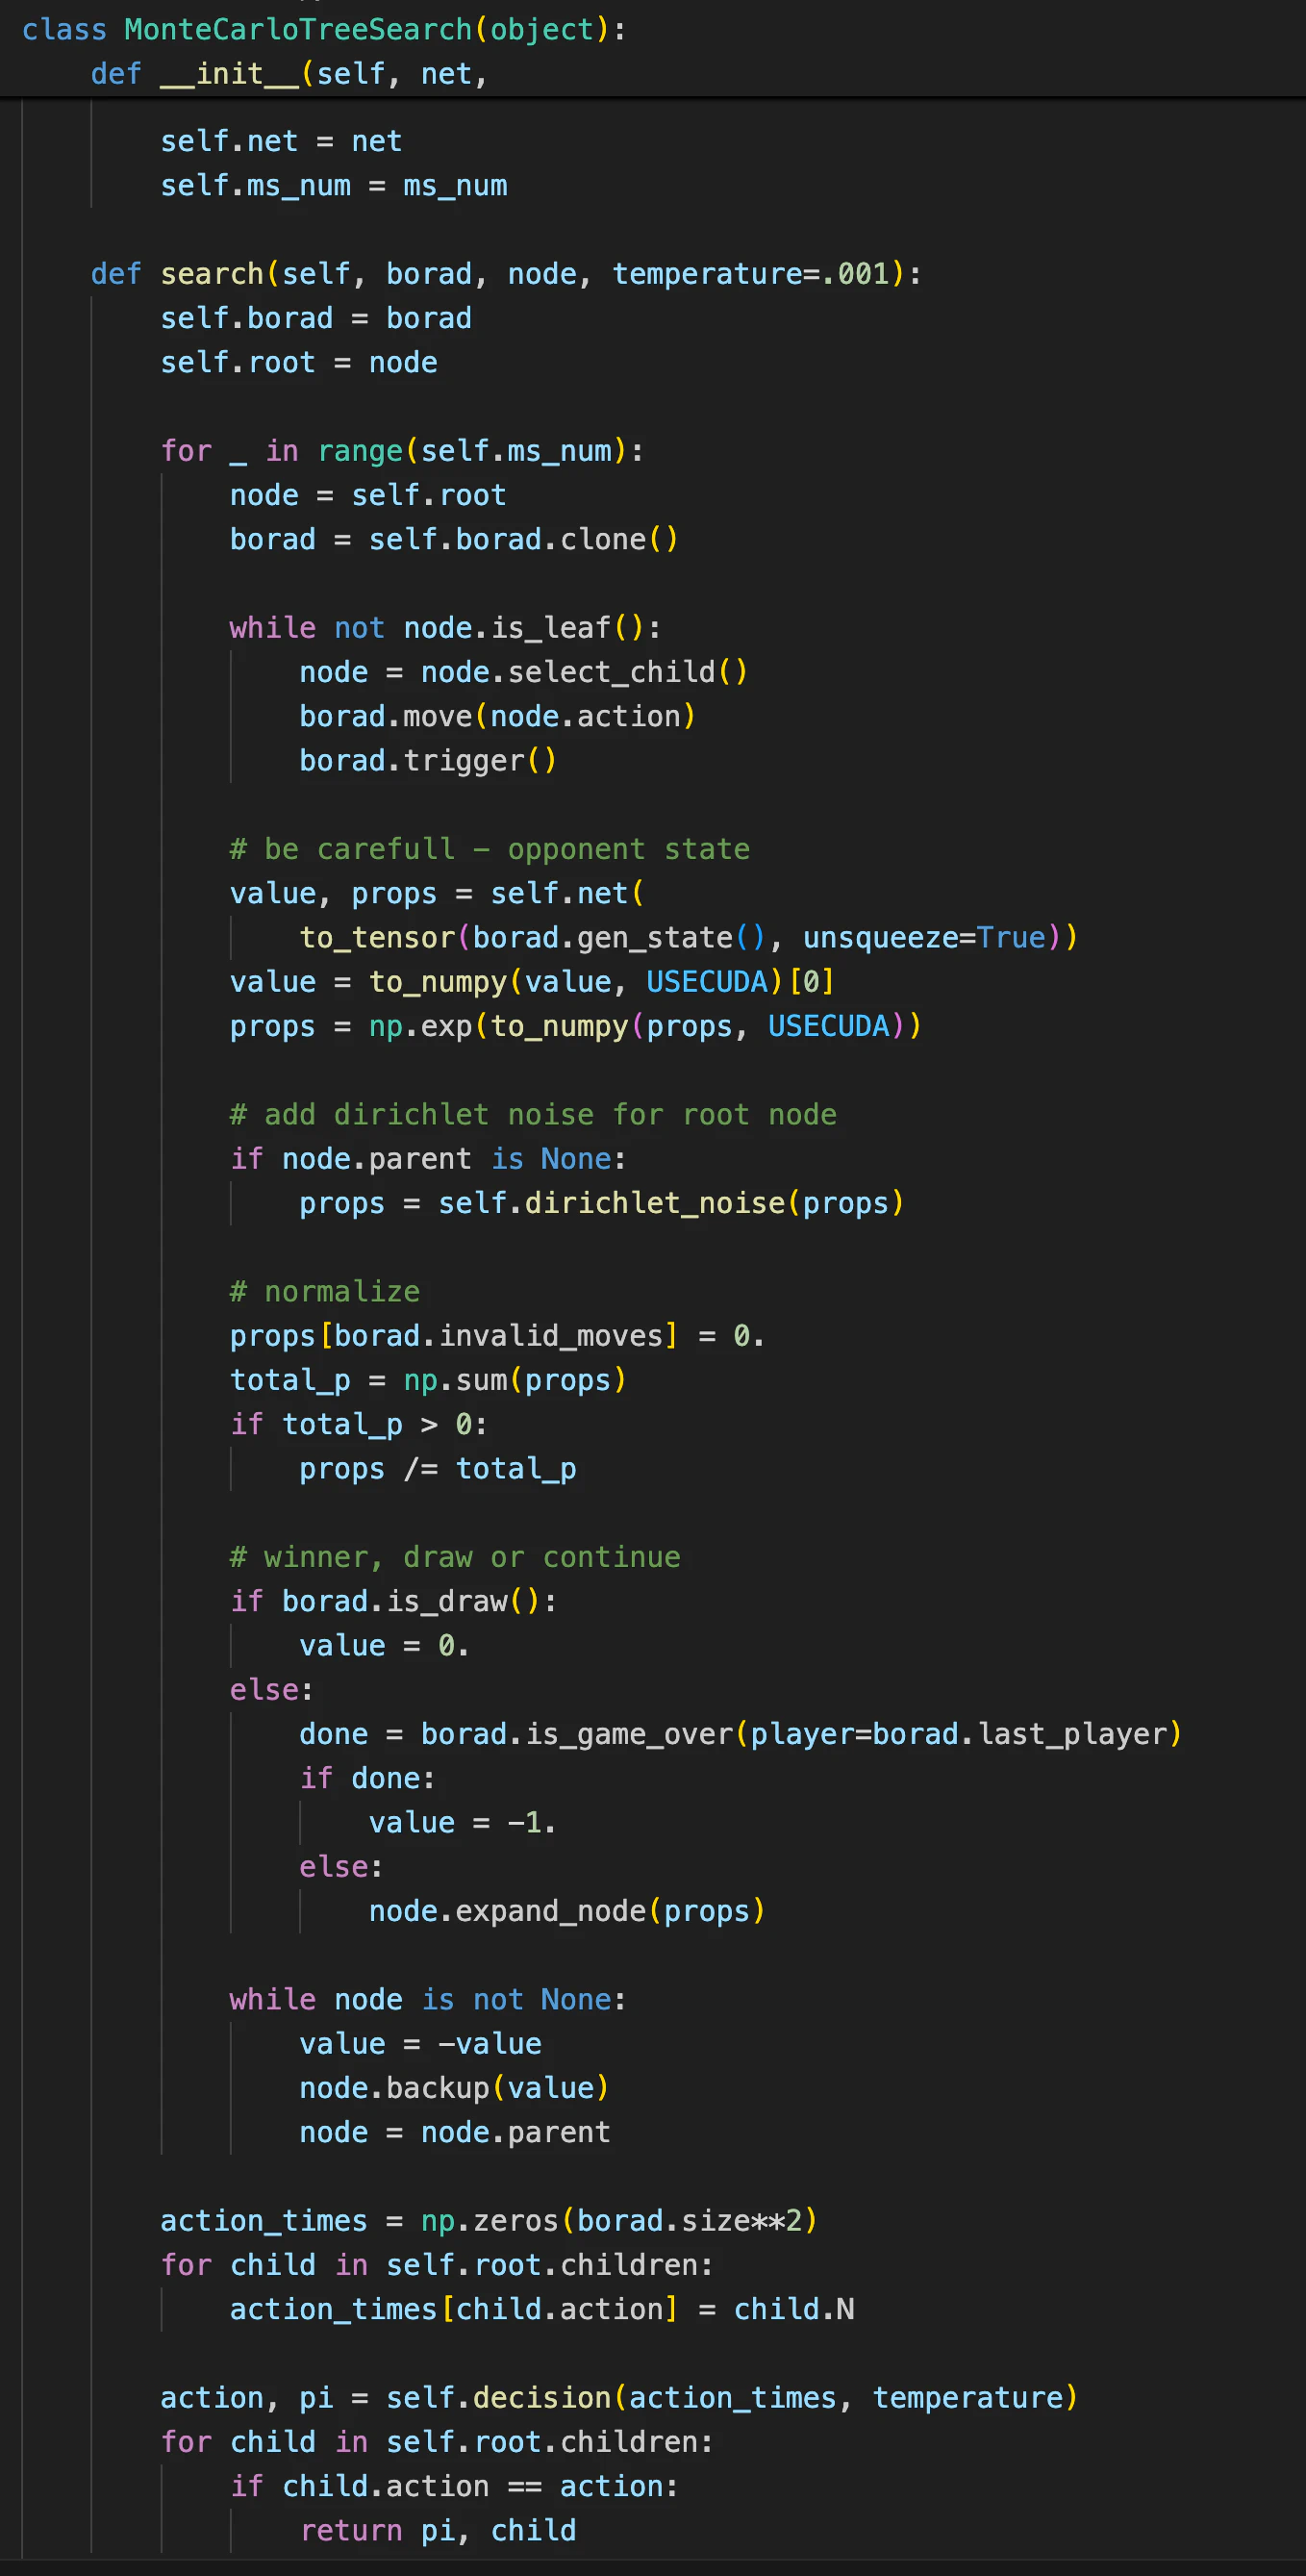 class MonteCarloTreeSearch(object):
    def __init__(self, net,
        self.net = net
        self.ms_num = ms_num
    def search(self, borad, node, temperature=.001):
        self.borad = borad
        self.root = node
        for _ in range(self.ms_num):
            node = self.root
            borad = self.borad.clone()
            while not node.is_leaf():
                node = node.select_child()
                borad.move(node.action)
                borad.trigger()
            # be carefull - opponent state
            value, props = self.net(
                to_tensor(borad.gen_state(), unsqueeze=True))
            value = to_numpy(value, USECUDA)[0]
            props = np.exp(to_numpy(props, USECUDA))
            # add dirichlet noise for root node
            if node.parent is None:
                props = self.dirichlet_noise(props)
            # normalize
            props[borad.invalid_moves] = 0.
            total_p = np.sum(props)
            if total_p > 0:
                props /= total_p
            # winner, draw or continue
            if borad.is_draw():
                value = 0.
            else:
                done = borad.is_game_over(player=borad.last_player)
                if done:
                    value = -1.
                else:
                    node.expand_node(props)
            while node is not None:
                value = -value
                node.backup(value)
                node = node.parent
        action_times = np.zeros(borad.size**2)
        for child in self.root.children:
            action_times[child.action] = child.N
        action, pi = self.decision(action_times, temperature)
        for child in self.root.children:
            if child.action == action:
                return pi, child